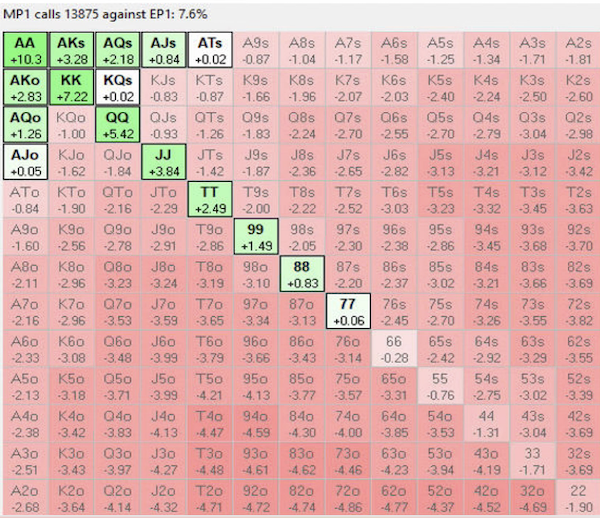 MP1 calls 13875 against EP1: 7.6%
AA AKs AQs AJs ATs A9s A8s A7s A6s A5s A4s A3s A2s
+10.3 +3.28 +2.18 +0.84 +0.02 -0.87 -1.04 -1.17 -1.58 -1.25 -1.34 -1.71 -1.81
AKo KK KQs KJs KTs K9s K8s K7s K6s K5s K4s K3s K2s
+2.83 +7.22 +0.02 -0.83 -0.87 -1.66 -1.96 -2.07 -2.03 -2.40 -2.24 -2.50 -2.60
AQo KQo QQ QJs QTs Q9s Q8s Q7s Q6s Q5s Q4s Q3s Q2s
+1.26 -1.00 +5.42 -0.93 -1.26 -1.83 -2.24 -2.70 -2.55 -2.70 -2.79 -3.04 -2.98
AJo KJo QJo JJ JTs J9s J8s J7s J6s J5s J4s J3s J2s
+0.05 -1.62 -1.84 +3.84 -1.42 -1.87 -2.36 -2.65 -2.82 -3.13 -3.21 -3.12 -3.42
ATo KTo QTo JTo TT T9s T8s T7s T6s T5s T4s T3s T2s
-0.84 -1.90 -2.16 -2.29 +2.49 -2.00 -2.22 -2.52 -3.03 -3.23 -3.32 -3.45 -3.63
A9o K9o Q9o J9o T9o 99 98s 97s 96s 95s 94s 93s 92s
-1.60 -2.56 -2.78 -2.91 -2.86 +1.49 -2.05 -2.30 -2.38 -2.86 -3.45 -3.68 -3.70
A8o K8o Q8o J8o T8o 98o 88 87s 86s 85s 84s 83s 82s
-2.11 -2.96 -3.23 -3.24 -3.19 -3.10 +0.83 -2.20 -2.37 -3.02 -3.21 -3.66 -3.69
A7o K7o Q7o J7o T7o 97o 87o 77 76s 75s 74s 73s 72s
-2.16 -2.96 -3.53 -3.59 -3.65 -3.34 -3.13 +0.06 -2.45 -2.70 -3.26 -3.55 -3.82
A6o K6o Q6o J6o T6o 96o 86o 76o 66 65s 64s 63s 62s
-2.33 -3.08 -3.48 -3.99 -3.79 -3.66 -3.43 -3.14 -0.28 -2.42 -2.92 -3.29 -3.55
A5o K5o Q5o J5o T5o 95o 85o 75o 65o 55 54s 53s 52s
-2.13 -3.18 -3.71 -3.99 -4.21 -4.13 -3.77 -3.57 -3.31 -0.76 -2.75 -3.02 -3.39
A4o K4o Q4o J4o T4o 94o 84o 74o 64o 54o 44 43s 42s
-2.38 -3.42 -3.83 -4.13 -4.47 -4.59 -4.30 -4.00 -3.85 -3.53 -1.31 -3.04 -3.69
A3o K3o Q3o J3o T3o 93o 83o 73o 63o 53o 43o 33 32s
-2.51 -3.43 -3.97 -4.27 -4.48 -4.61 -4.62 -4.46 -4.23 -3.94 -4.19 -1.71 -3.69
A2o K2o Q2o J2o T2o 92o 82o 72o 62o 52o 42o 32o 22
-2.68 -3.64 -4.14 -4.32 -4.71 -4.72 -4.74 -4.86 -4.77 -4.37 -4.52 -4.69 -1.90